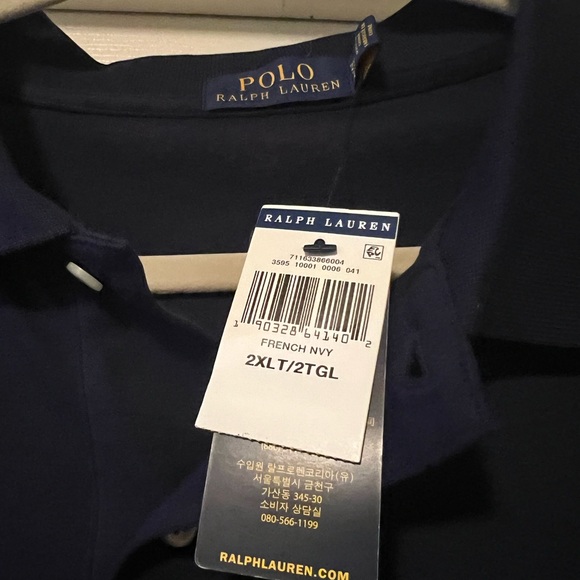 POLO
RALPH LAUREN
RALPH LAUREN
711633866004
3595 10001 0006 041
1 90328 64140 2
FRENCH NVY
2XLT/2TGL
수입원 랄프로렌코리아(유)
서울특별시 금천구
가산동 345-30
소비자 상담실
080-566-1199
RALPHLAUREN.COM